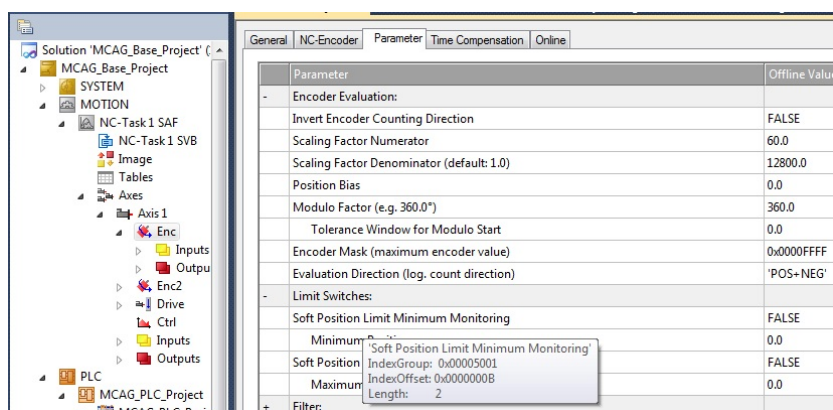 Solution 'MCAG_Base_Project' (
MCAG_Base_Project
SYSTEM
MOTION
NC-Task 1 SAF
NC-Task 1 SVB
Image
Tables
Axes
Axis 1
Enc
Inputs
Outpu
Enc2
Drive
Ctrl
Inputs
Outputs
PLC
MCAG_PLC_Project
General NC-Encoder Parameter Time Compensation Online
Parameter Offline Value
- Encoder Evaluation:
Invert Encoder Counting Direction FALSE
Scaling Factor Numerator 60.0
Scaling Factor Denominator (default: 1.0) 12800.0
Position Bias 0.0
Modulo Factor (e.g. 360.0°) 360.0
Tolerance Window for Modulo Start 0.0
Encoder Mask (maximum encoder value) 0x0000FFFF
Evaluation Direction (log. count direction) 'POS+NEG'
- Limit Switches:
Soft Position Limit Minimum Monitoring FALSE
Minimum 0.0
Soft Position FALSE
Maximum 0.0
+ Filter:
'Soft Position Limit Minimum Monitoring'
IndexGroup: 0x00005001
IndexOffset: 0x0000000B
Length: 2